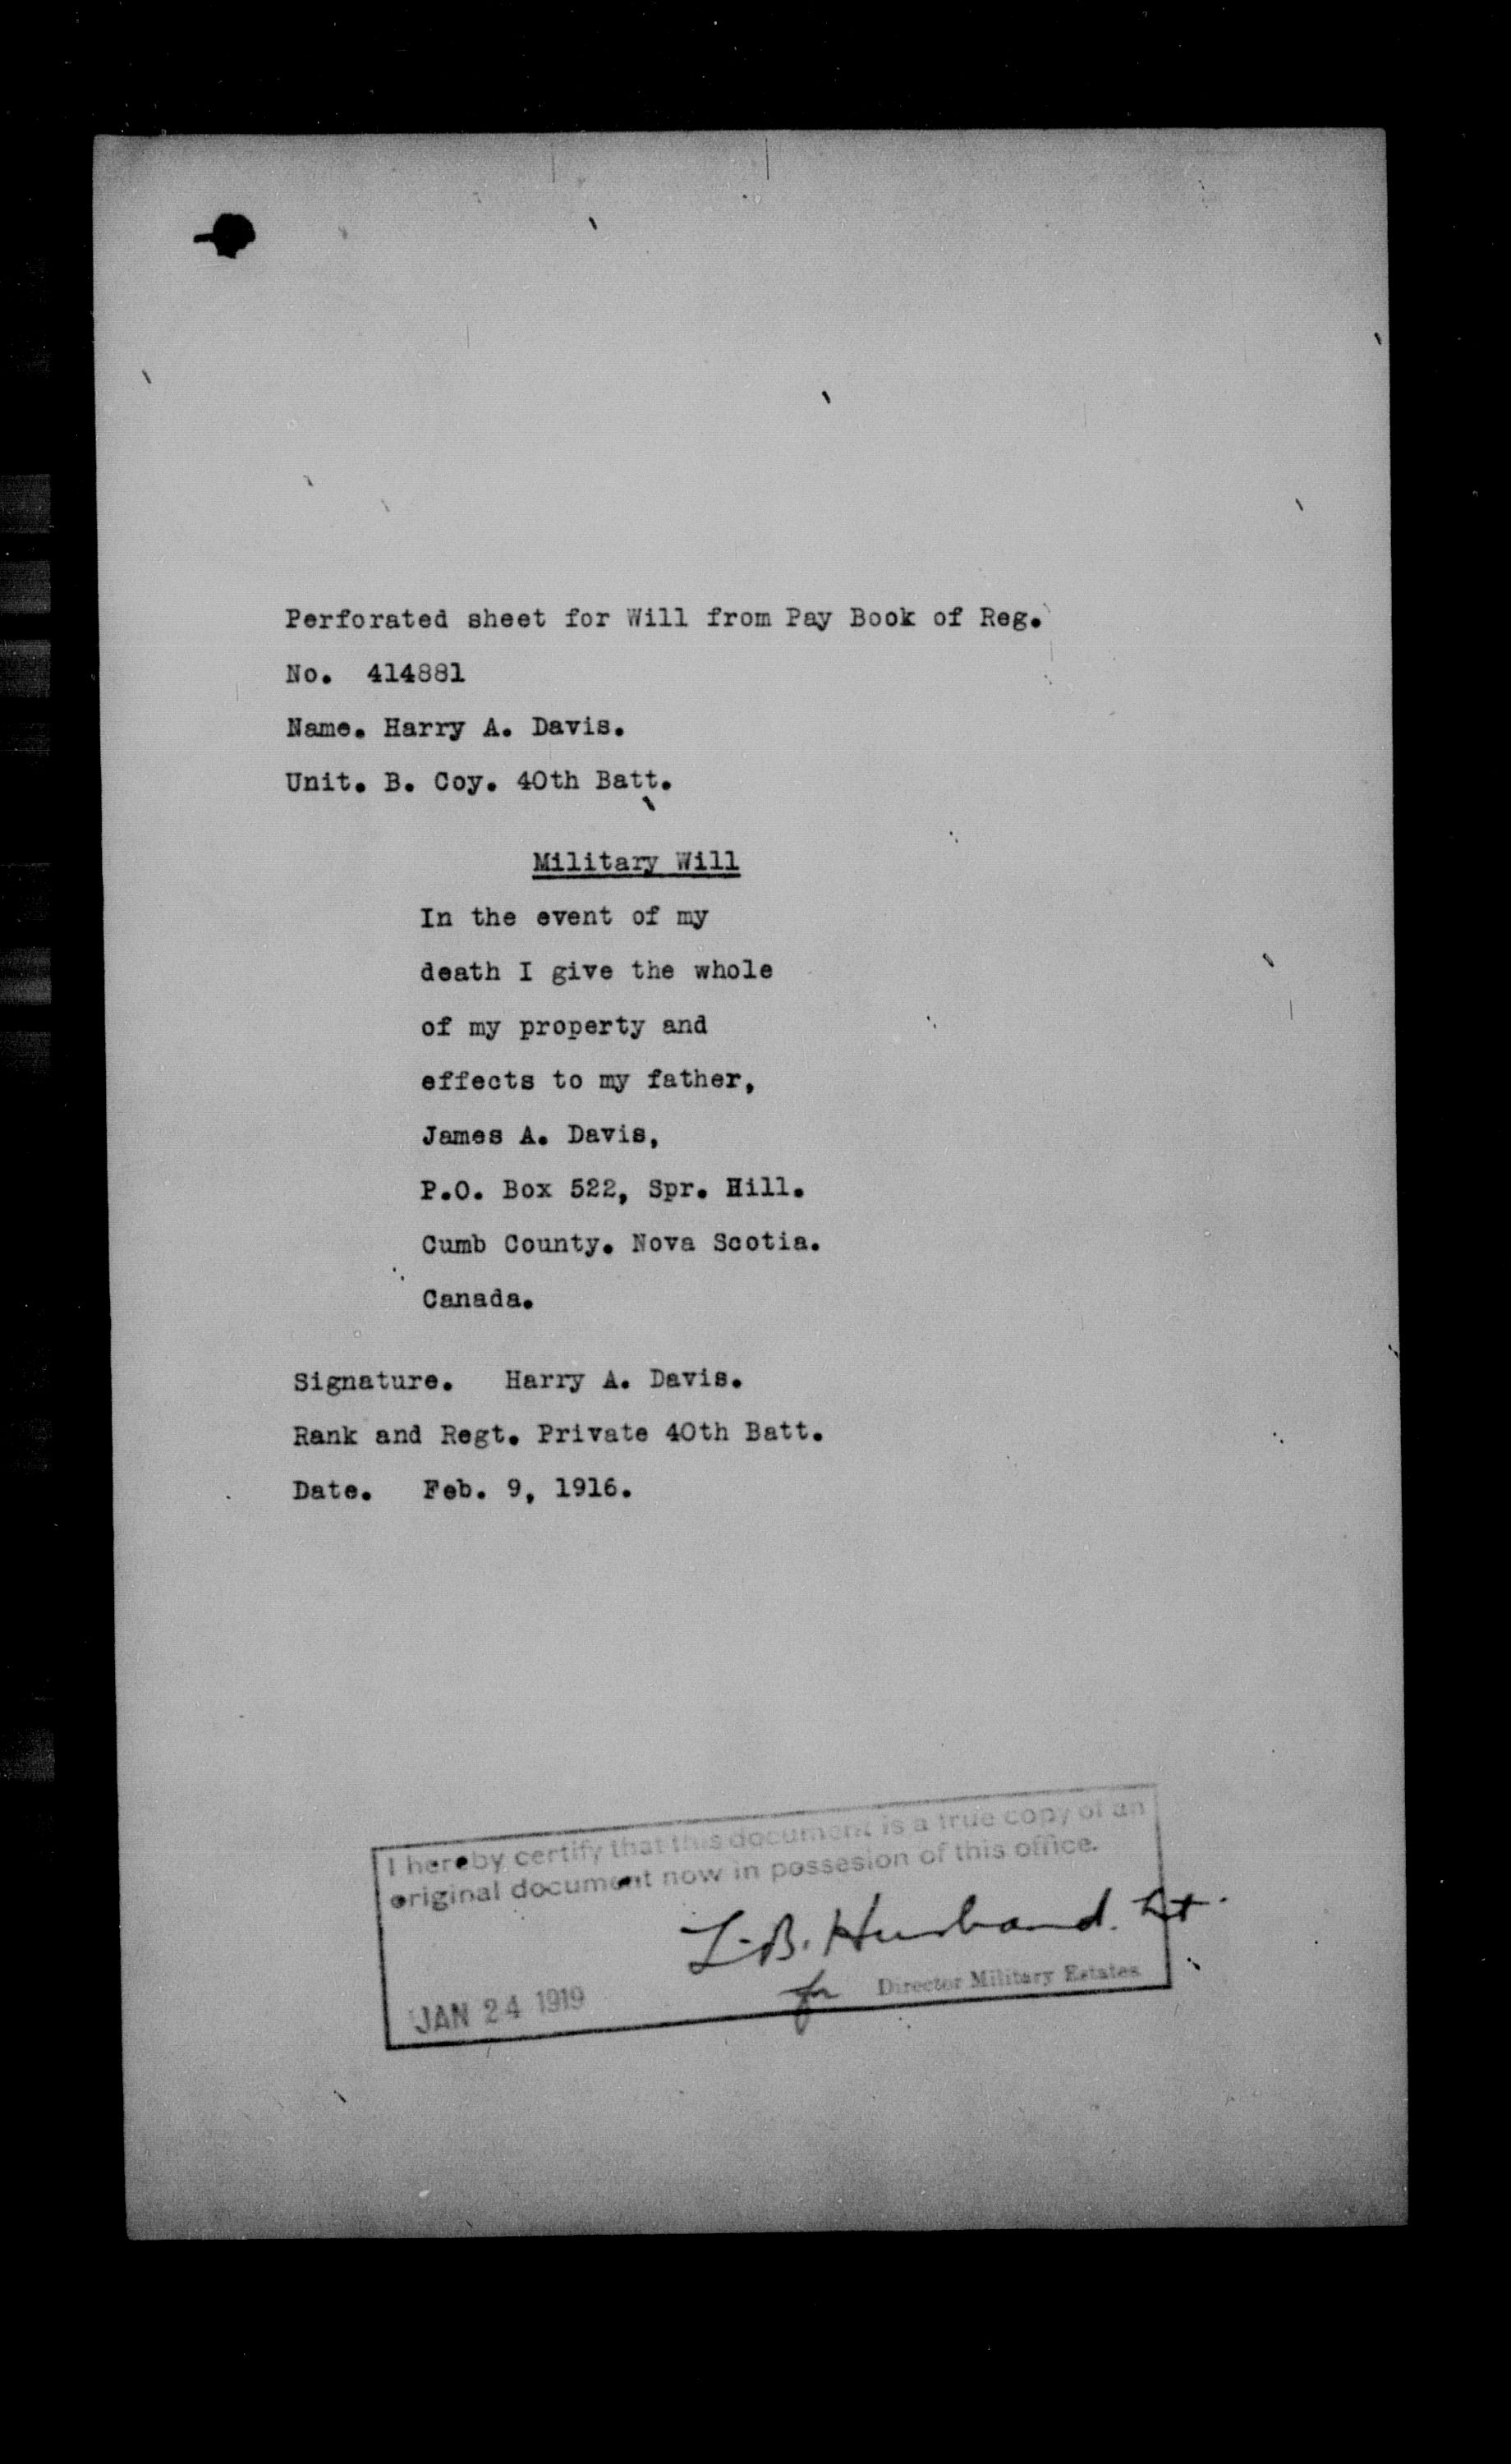 Perforated sheet for Will from Pay Book of Reg.
No. 414881
Name. Harry A. Davis.
Unit. B. Coy. 40th Batt.
Military Will
In the event of my
death I give the whole
of my property and
effects to my father,
James A. Davis,
P.O. Box 522, Spr. Hill.
Cumb County. Nova Scotia.
Canada.
Signature. Harry A. Davis.
Rank and Regt. Private 40th Batt.
Date. Feb. 9, 1916.
I hereby certify that this document is a true copy of an
original document now in possesion of this office.
L.B. Husband. Lt.
for Director Military Estates
JAN 24 1919